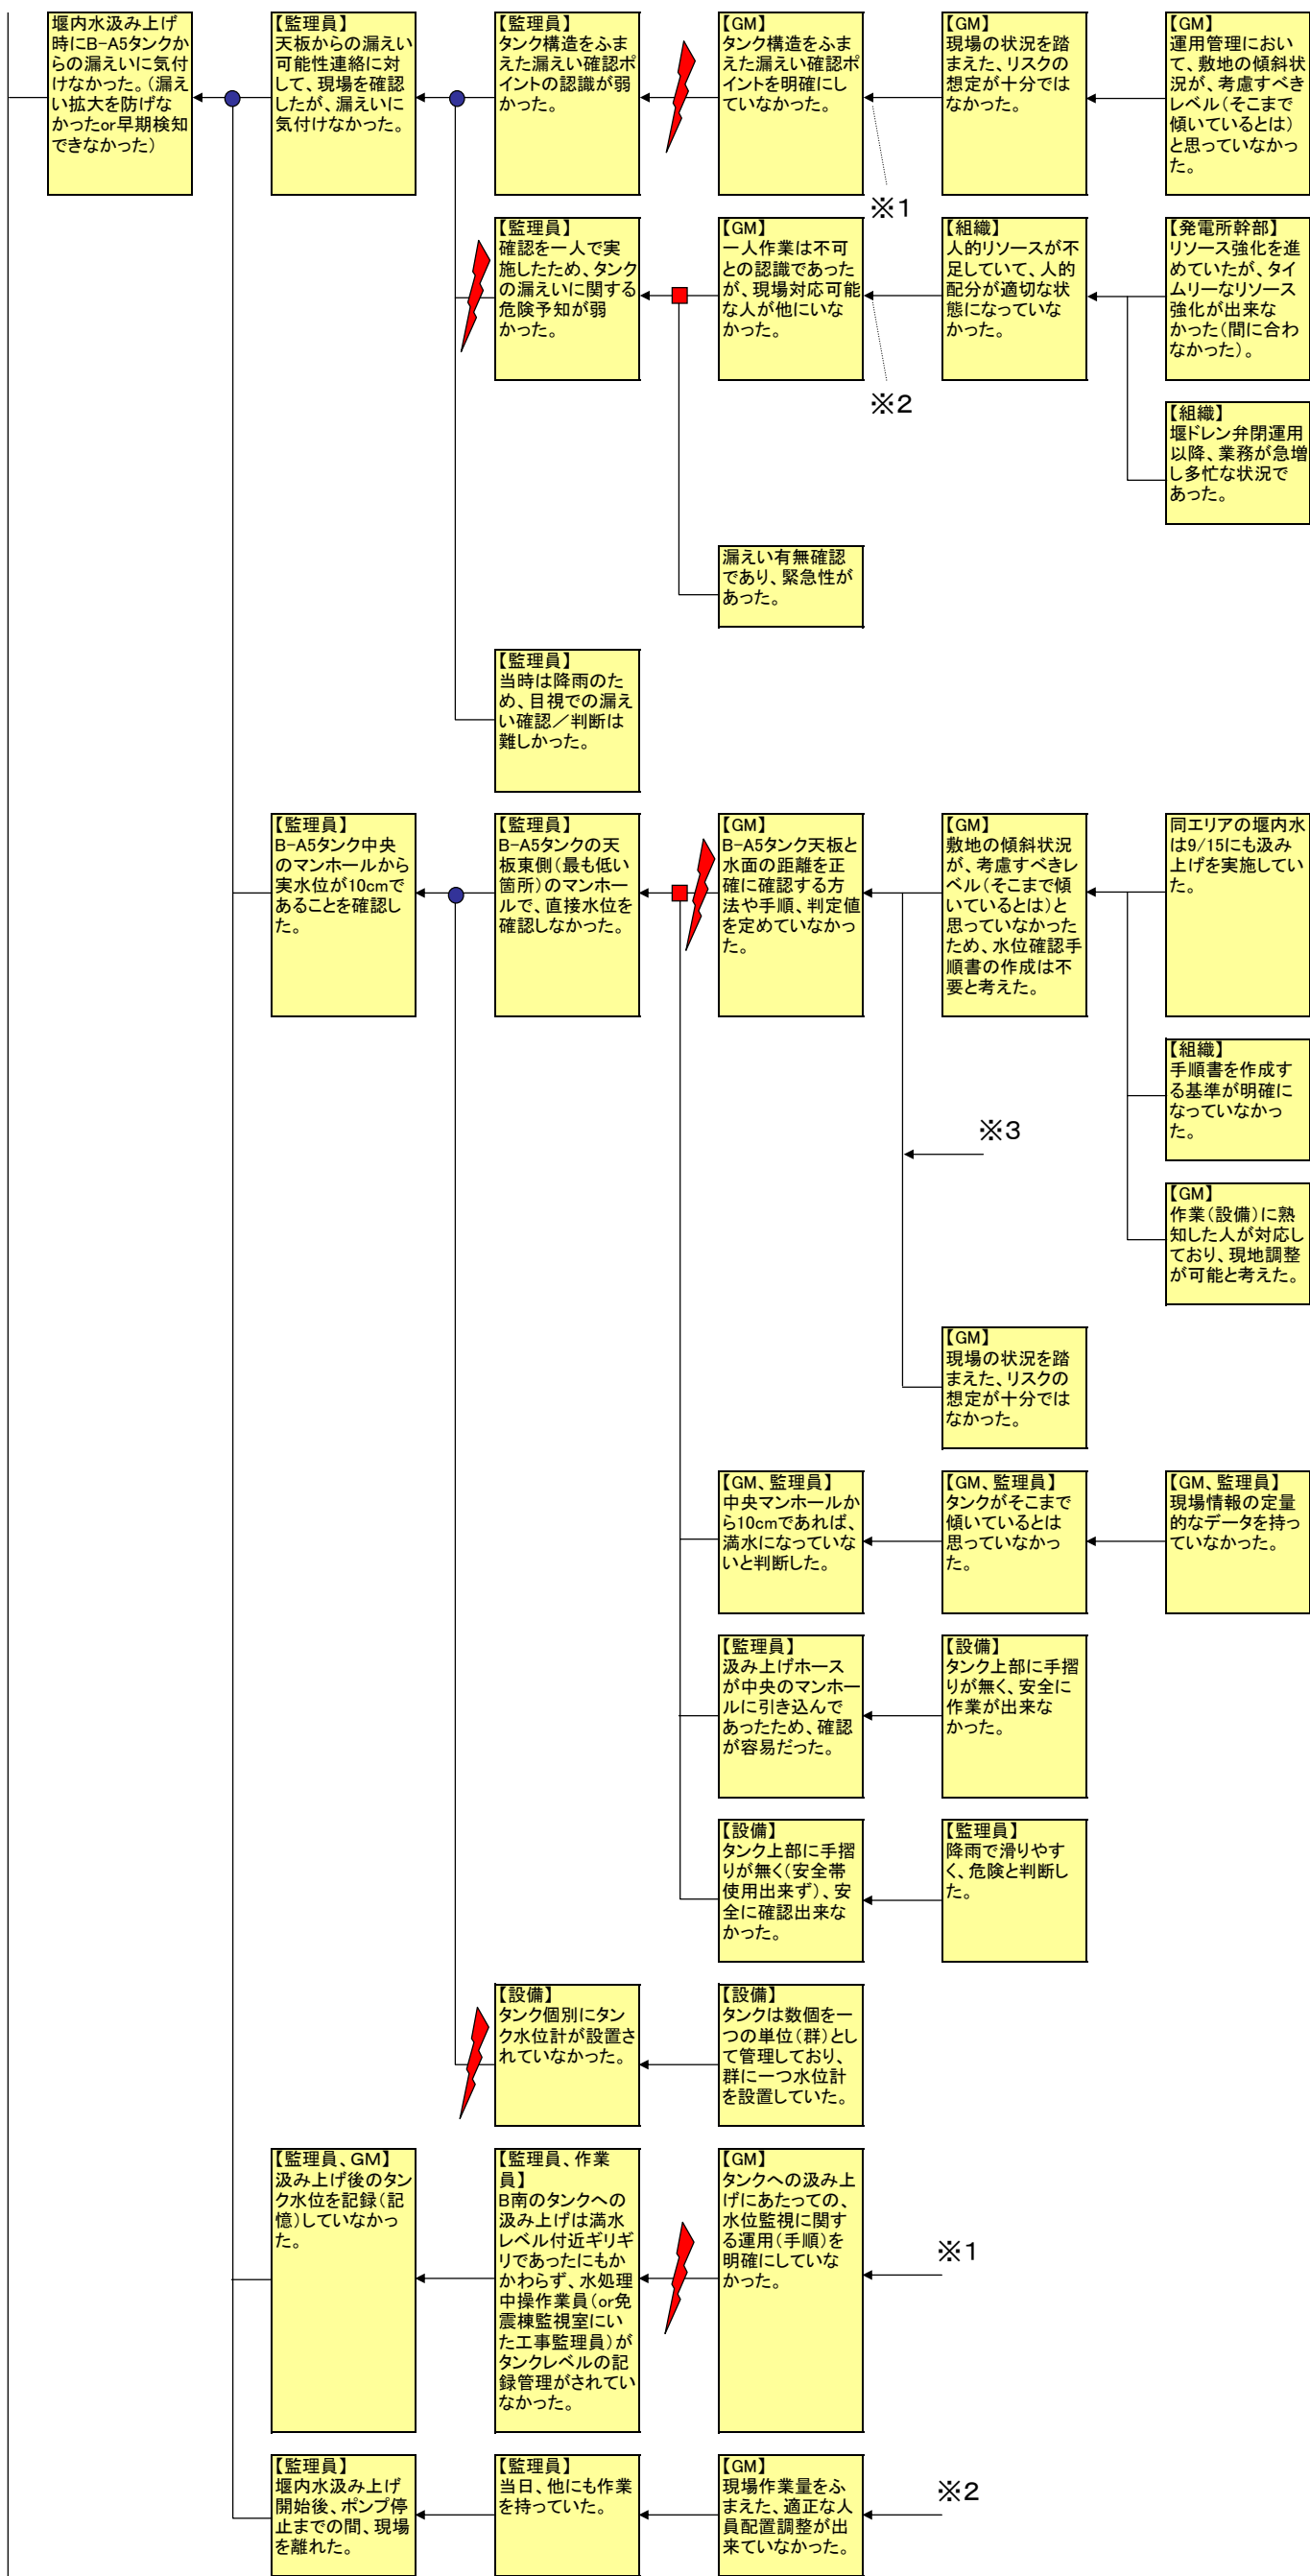 堰内水汲み上げ
時にB-A5タンクか
らの漏えいに気付
けなかった。(漏え
い拡大を防げな
かったor早期検知
できなかった)
【監理員】
天板からの漏えい
可能性連絡に対
して、現場を確認
したが、漏えいに
気付けなかった。
【監理員】
タンク構造をふま
えた漏えい確認ポ
イントの認識が弱
かった。
【GM】
タンク構造をふま
えた漏えい確認ポ
イントを明確にし
ていなかった。
【GM】
現場の状況を踏
まえた、リスクの
想定が十分では
なかった。
【GM】
運用管理におい
て、敷地の傾斜状
況が、考慮すべき
レベル(そこまで
傾いているとは)
と思っていなかっ
た。
※1
【監理員】
確認を一人で実
施したため、タンク
の漏えいに関する
危険予知が弱
かった。
【GM】
一人作業は不可
との認識であった
が、現場対応可能
な人が他にいな
かった。
【組織】
人的リソースが不
足していて、人的
配分が適切な状
態になっていな
かった。
【発電所幹部】
リソース強化を進
めていたが、タイ
ムリーなリソース
強化が出来な
かった(間に合わ
なかった)。
※2
【組織】
堰ドレン弁閉運用
以降、業務が急増
し多忙な状況で
あった。
漏えい有無確認
であり、緊急性が
あった。
【監理員】
当時は降雨のた
め、目視での漏え
い確認／判断は
難しかった。
【監理員】
B-A5タンク中央
のマンホールから
実水位が10cmで
あることを確認し
た。
【監理員】
B-A5タンクの天
板東側(最も低い
箇所)のマンホー
ルで、直接水位を
確認しなかった。
【GM】
B-A5タンク天板と
水面の距離を正
確に確認する方
法や手順、判定値
を定めていなかっ
た。
【GM】
敷地の傾斜状況
が、考慮すべきレ
ベル(そこまで傾
いているとは)と
思っていなかった
ため、水位確認手
順書の作成は不
要と考えた。
同エリアの堰内水
は9/15にも汲み
上げを実施してい
た。
【組織】
手順書を作成す
る基準が明確に
なっていなかっ
た。
※3
【GM】
作業(設備)に熟
知した人が対応し
ており、現地調整
が可能と考えた。
【GM】
現場の状況を踏
まえた、リスクの
想定が十分では
なかった。
【GM、監理員】
中央マンホールか
ら10cmであれば、
満水になっていな
いと判断した。
【GM、監理員】
タンクがそこまで
傾いているとは
思っていなかっ
た。
【GM、監理員】
現場情報の定量
的なデータを持っ
ていなかった。
【監理員】
汲み上げホース
が中央のマンホー
ルに引き込んで
あったため、確認
が容易だった。
【設備】
タンク上部に手摺
りが無く、安全に
作業が出来な
かった。
【設備】
タンク上部に手摺
りが無く(安全帯
使用出来ず)、安
全に確認出来な
かった。
【監理員】
降雨で滑りやす
く、危険と判断し
た。
【設備】
タンク個別にタン
ク水位計が設置さ
れていなかった。
【設備】
タンクは数個を一
つの単位(群)とし
て管理しており、
群に一つ水位計
を設置していた。
【監理員、GM】
汲み上げ後のタン
ク水位を記録(記
憶)していなかっ
た。
【監理員、作業
員】
B南のタンクへの
汲み上げは満水
レベル付近ギリギ
リであったにもか
かわらず、水処理
中操作業員(or免
震棟監視室にい
た工事監理員)が
タンクレベルの記
録管理がされてい
なかった。
【GM】
タンクへの汲み上
げにあたっての、
水位監視に関す
る運用(手順)を
明確にしていな
かった。
※1
【監理員】
堰内水汲み上げ
開始後、ポンプ停
止までの間、現場
を離れた。
【監理員】
当日、他にも作業
を持っていた。
【GM】
現場作業量をふ
まえた、適正な人
員配置調整が出
来ていなかった。
※2